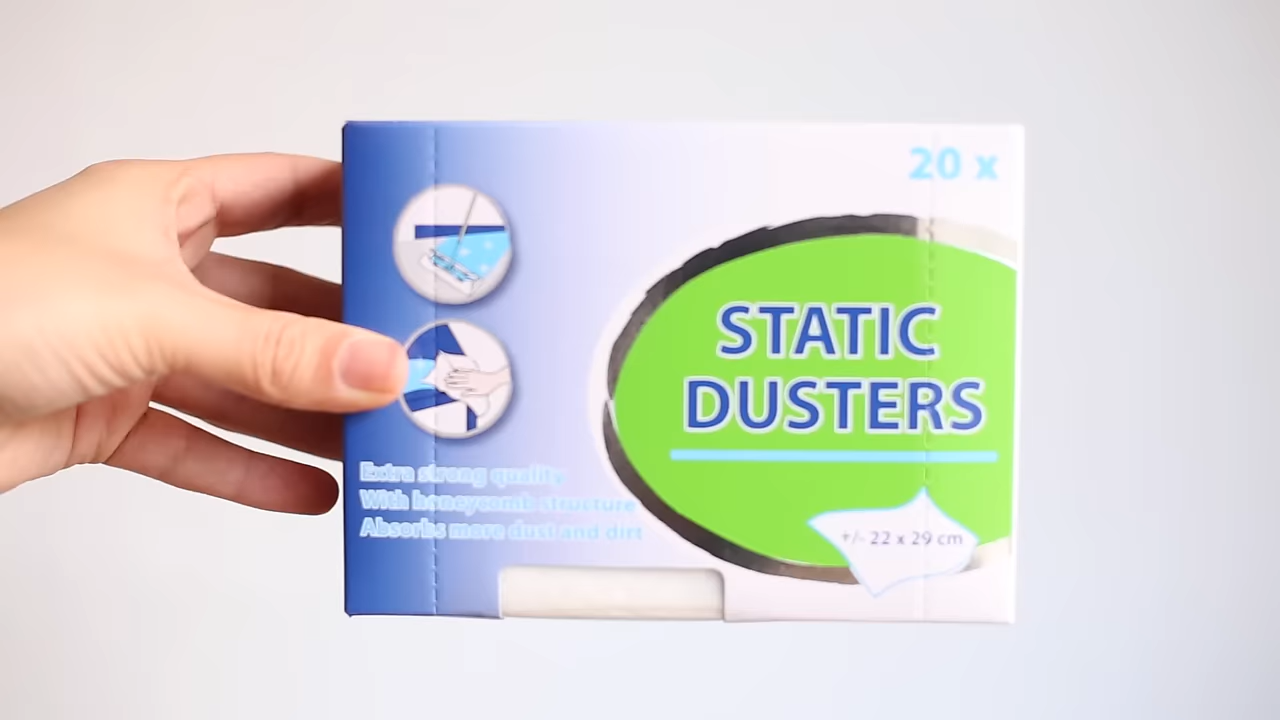 20 x
STATIC
DUSTERS
Extra strong quality
With honeycomb structure
Absorbs more dust and dirt
+/- 22 x 29 cm